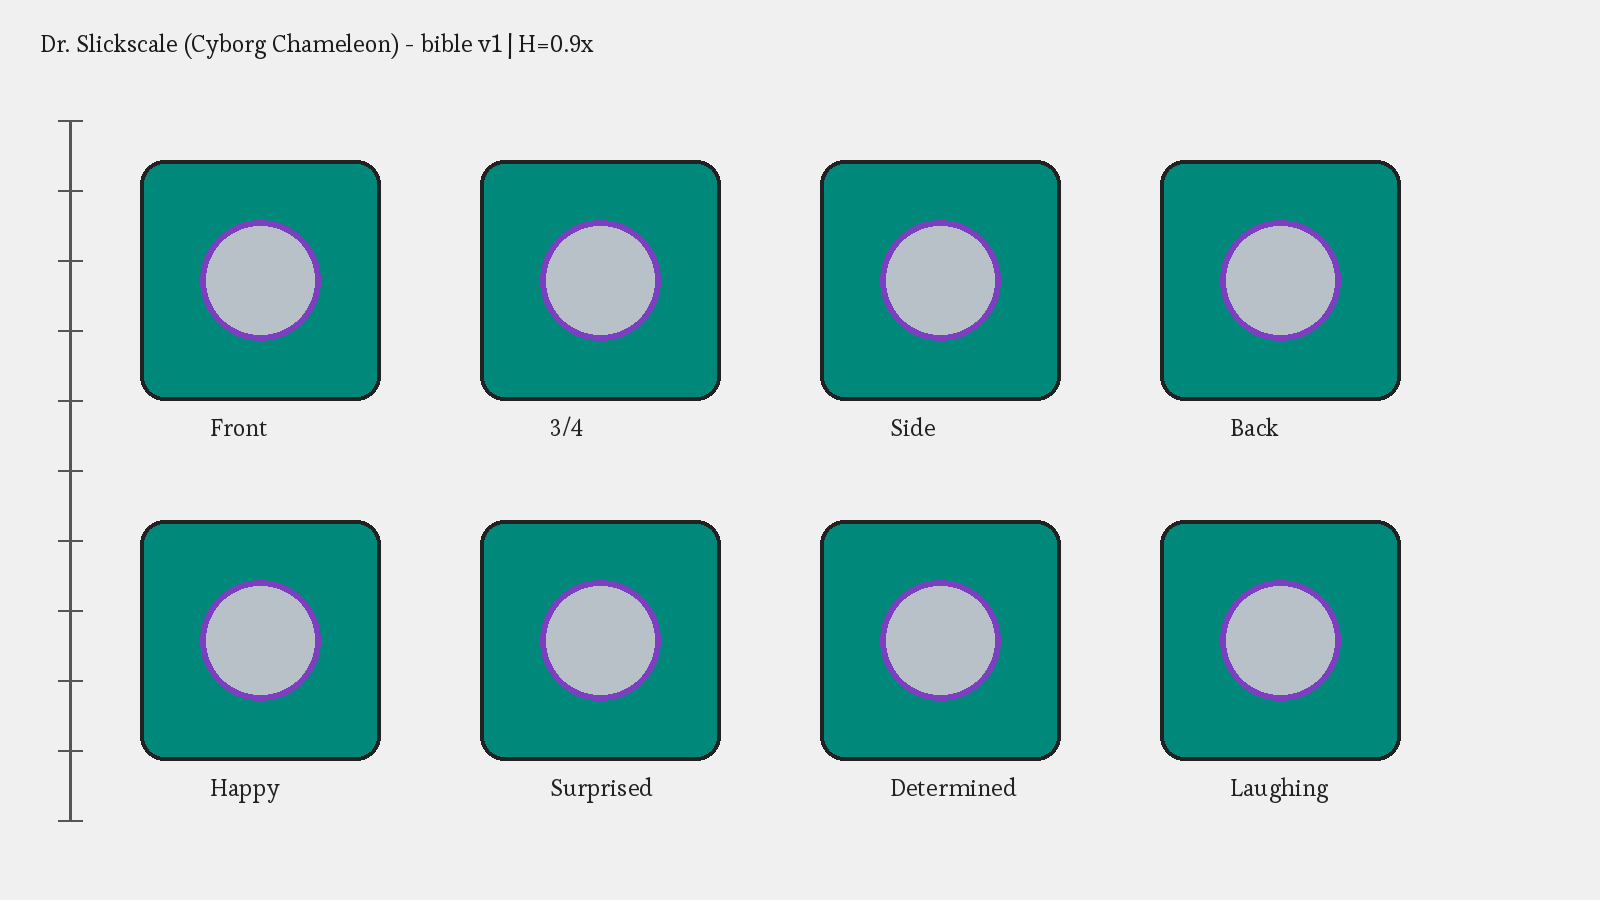 Dr. Slickscale (Cyborg Chameleon) - bible v1 | H=0.9x
Front
3/4
Side
Back
Happy
Surprised
Determined
Laughing